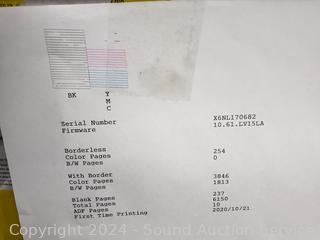 BK Y
M
C
Serial Number X6NL170682
Firmware 10.61.LV15LA
Borderless 254
Color Pages 0
B/W Pages
With Border 3846
Color Pages 1813
B/W Pages
Blank Pages 237
Total Pages 6150
ADF Pages 10
First Time Printing 2020/10/21
Copyright 2024 - Sound Auction Service